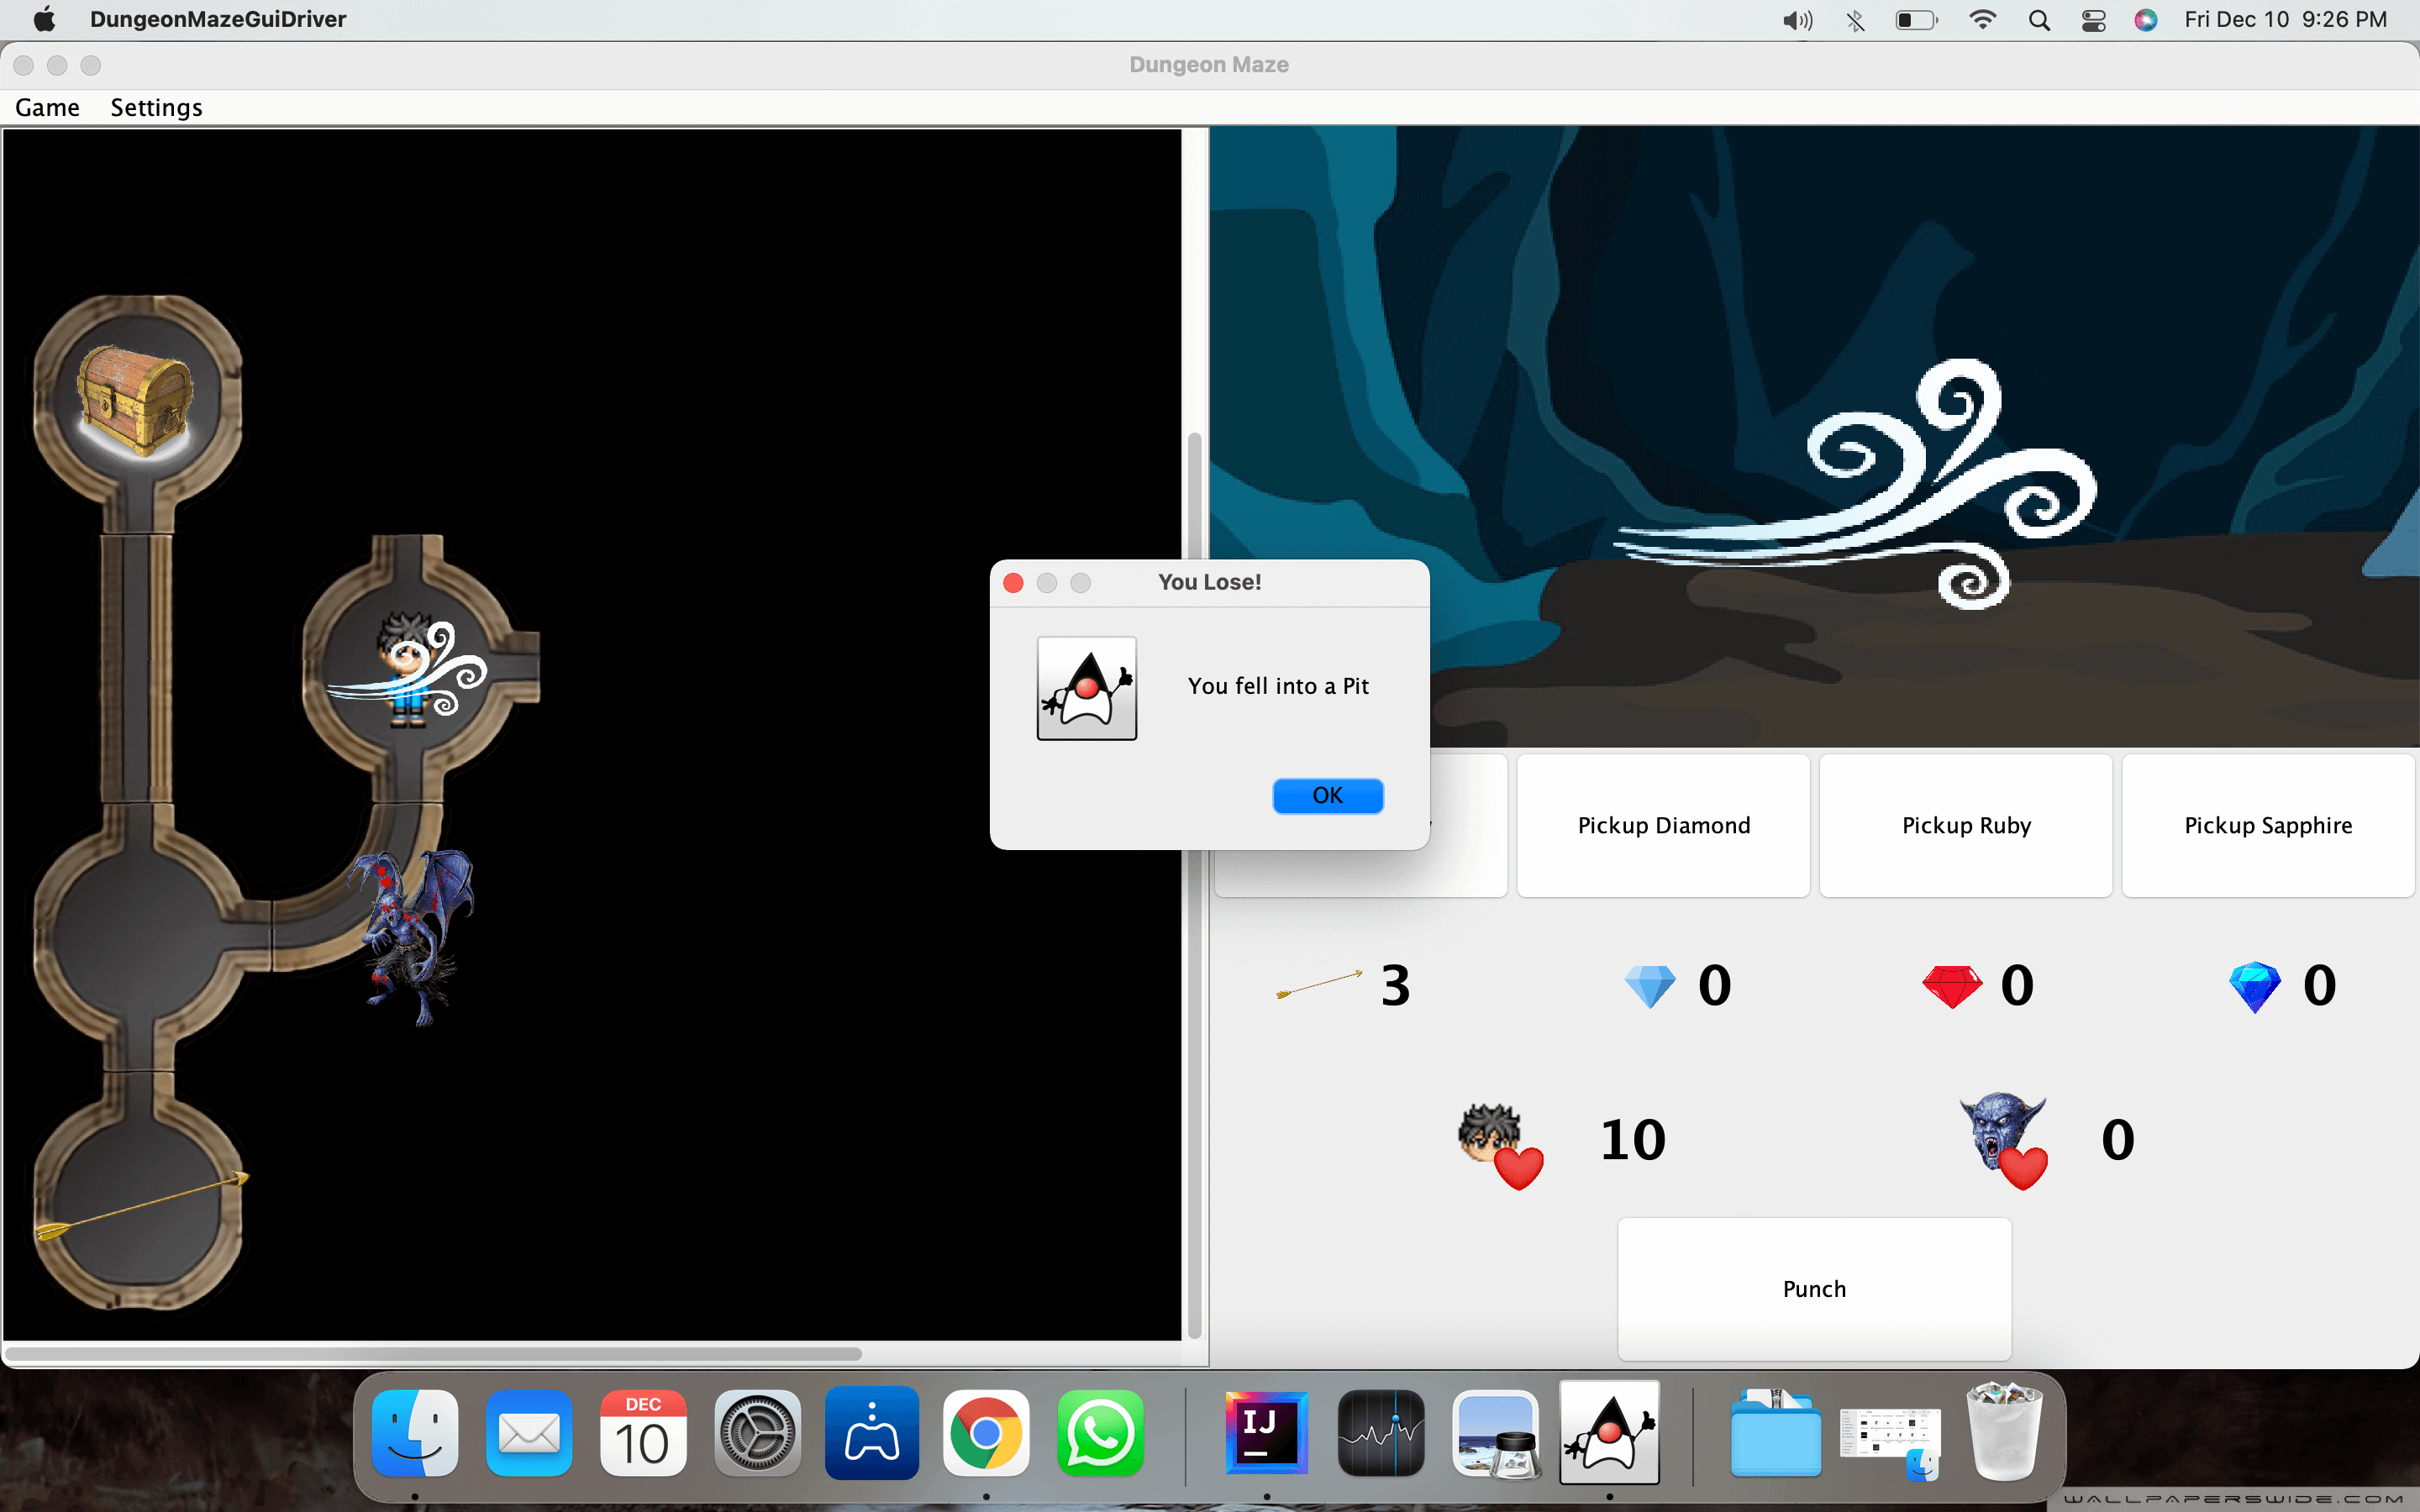 DungeonMazeGuiDriver
Fri Dec 10 9:26 PM
Dungeon Maze
Game Settings
You Lose!
You fell into a Pit
OK
Pickup Diamond
Pickup Ruby
Pickup Sapphire
3
0
0
0
10
0
Punch
DEC
10
IJ
WALLPAPERSWIDE.COM